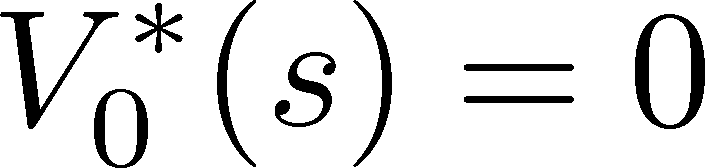 V_0^*(s) = 0